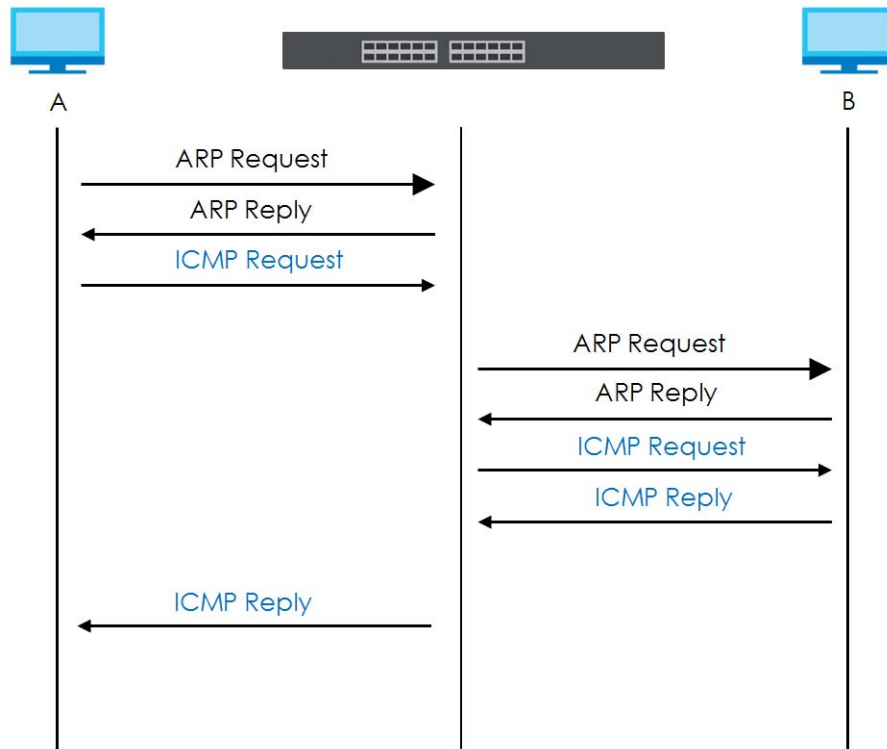 A
B
ARP Request
ARP Reply
ICMP Request
ARP Request
ARP Reply
ICMP Request
ICMP Reply
ICMP Reply